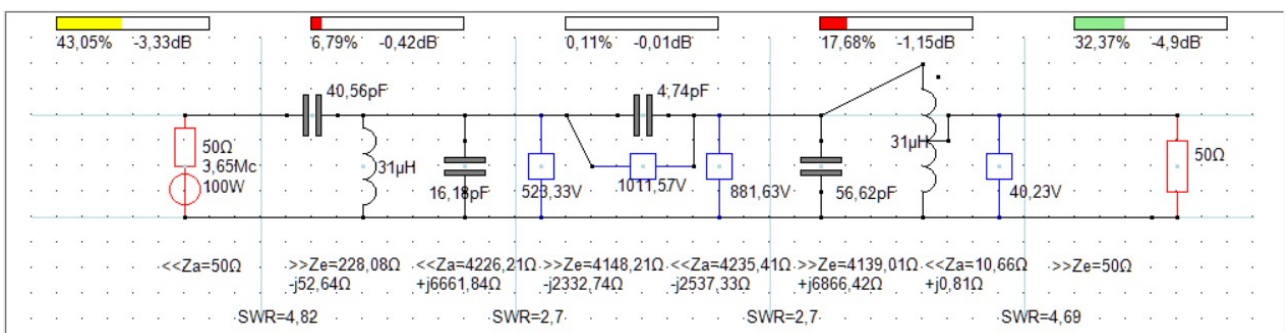 43,05% -3,33dB
6,79% -0,42dB
0,11% -0,01dB
17,68% -1,15dB
32,37% -4,9dB
40,56pF
4,74pF
50Ω
3,65Mc
100W
31µH
16,18pF
523,33V
1011,57V
881,63V
56,62pF
31µH
40,23V
50Ω
<<Za=50Ω
>>Ze=228,08Ω
-j52,64Ω
<<Za=4226,21Ω
+j6661,84Ω
>>Ze=4148,21Ω
-j2332,74Ω
<<Za=4235,41Ω
-j2537,33Ω
>>Ze=4139,01Ω
+j6866,42Ω
<<Za=10,66Ω
+j0,81Ω
>>Ze=50Ω
SWR=4,82
SWR=2,7
SWR=2,7
SWR=4,69